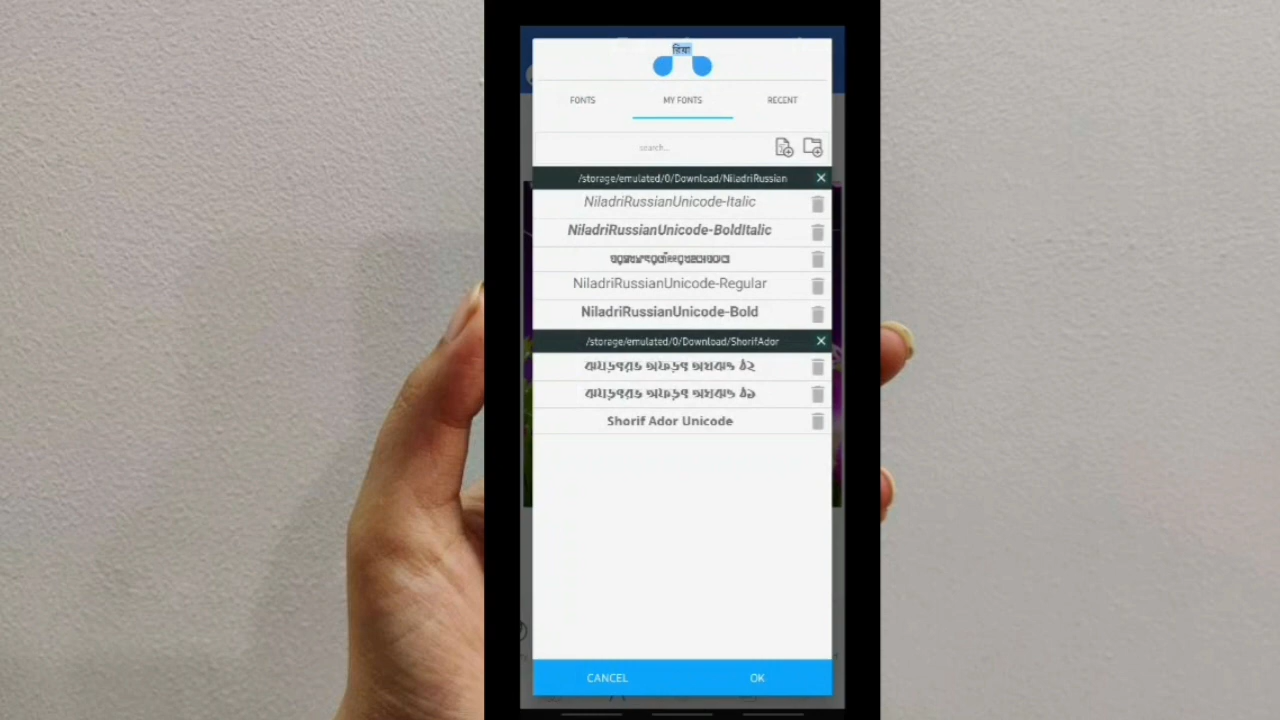 FONTS MY FONTS RECENT
search...
/storage/emulated/0/Download/NiladriRussian
NiladriRussianUnicode-Italic
NiladriRussianUnicode-BoldItalic
NiladriRussianUnicode-Regular
NiladriRussianUnicode-Bold
/storage/emulated/0/Download/ShorifAdor
Shorif Ador Unicode
CANCEL OK